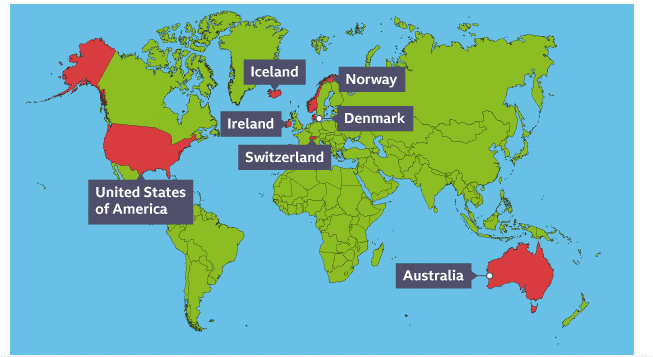 Iceland
Norway
Ireland
Denmark
Switzerland
United States
of America
Australia